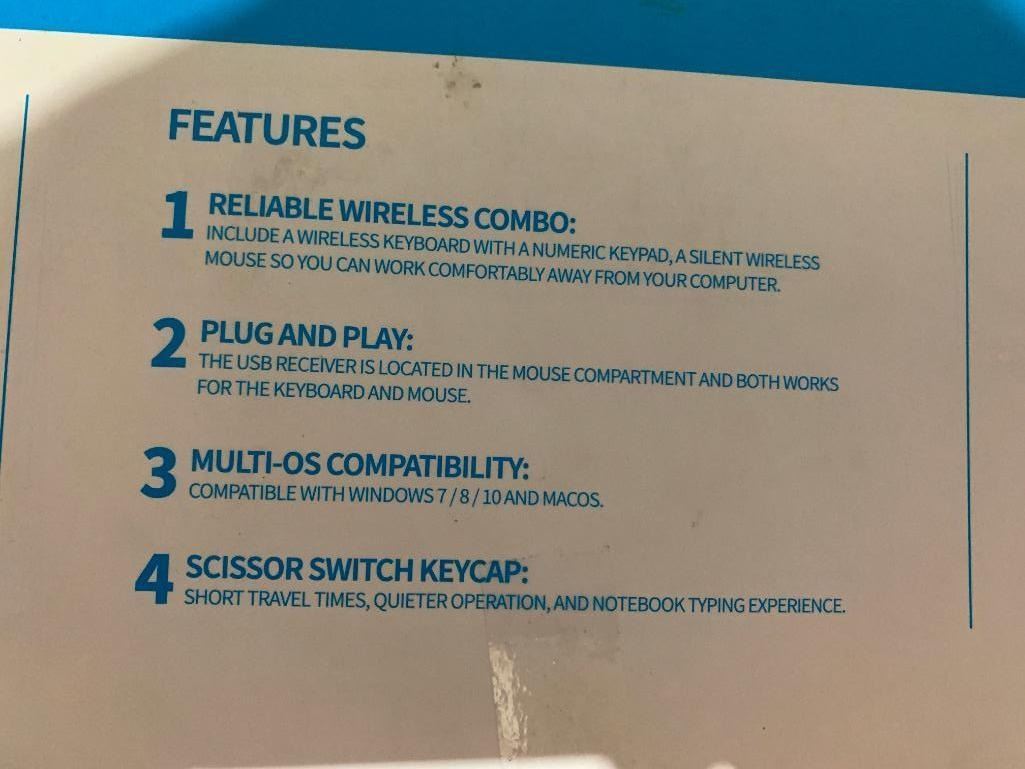 FEATURES
1 RELIABLE WIRELESS COMBO:
INCLUDE A WIRELESS KEYBOARD WITH A NUMERIC KEYPAD, A SILENT WIRELESS
MOUSE SO YOU CAN WORK COMFORTABLY AWAY FROM YOUR COMPUTER.
2 PLUG AND PLAY:
THE USB RECEIVER IS LOCATED IN THE MOUSE COMPARTMENT AND BOTH WORKS
FOR THE KEYBOARD AND MOUSE.
3 MULTI-OS COMPATIBILITY:
COMPATIBLE WITH WINDOWS 7 / 8 / 10 AND MACOS.
4 SCISSOR SWITCH KEYCAP:
SHORT TRAVEL TIMES, QUIETER OPERATION, AND NOTEBOOK TYPING EXPERIENCE.